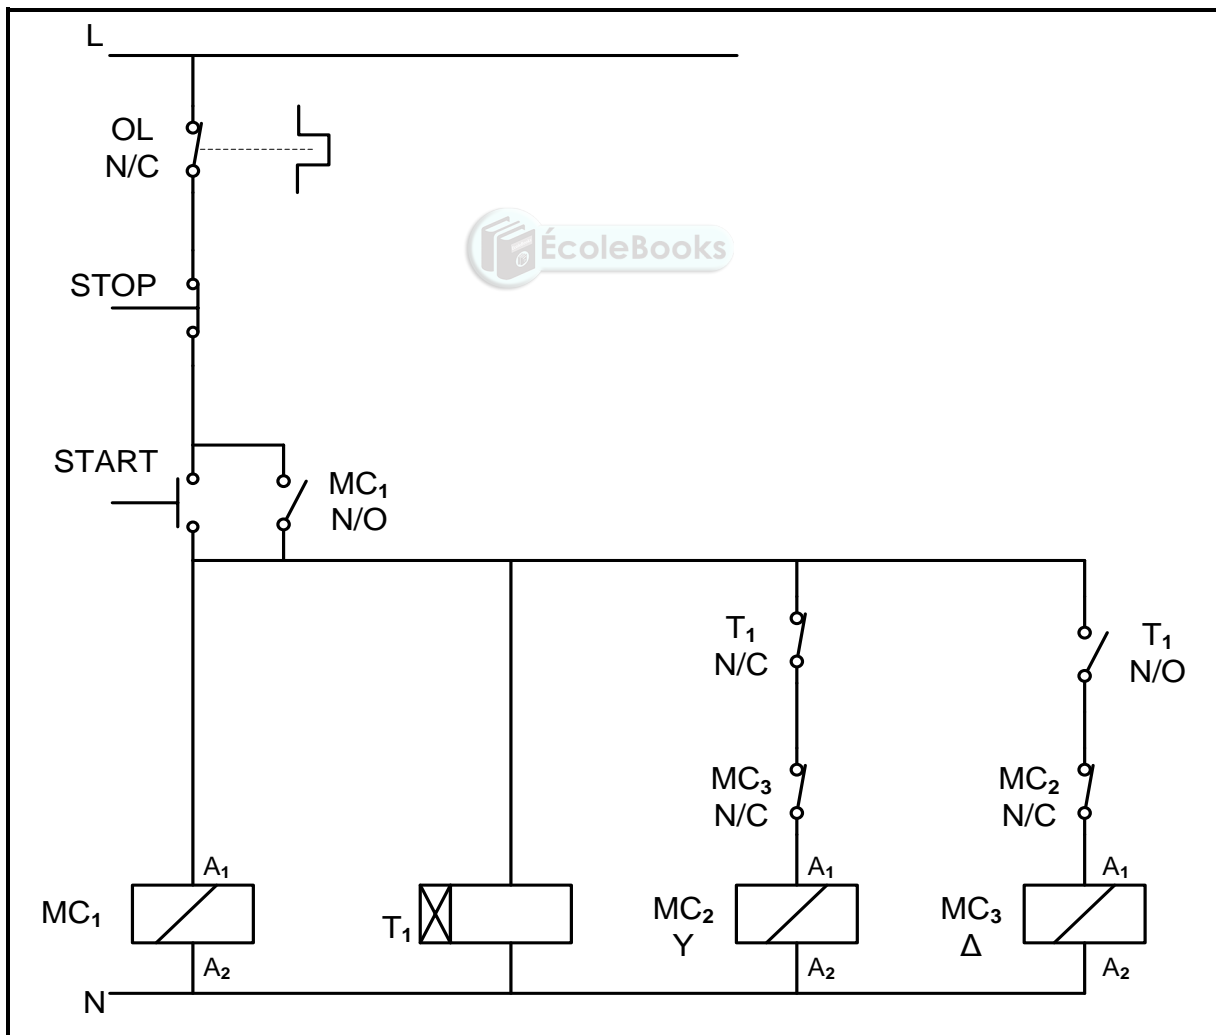 L
OL
N/C
ÉcoleBooks
STOP
START
MC₁
N/O
T₁
N/C
T₁
N/O
MC₃
N/C
MC₂
N/C
A₁
A₁
A₁
MC₁
T₁
MC₂
Y
MC₃
Δ
A₂
A₂
A₂
N